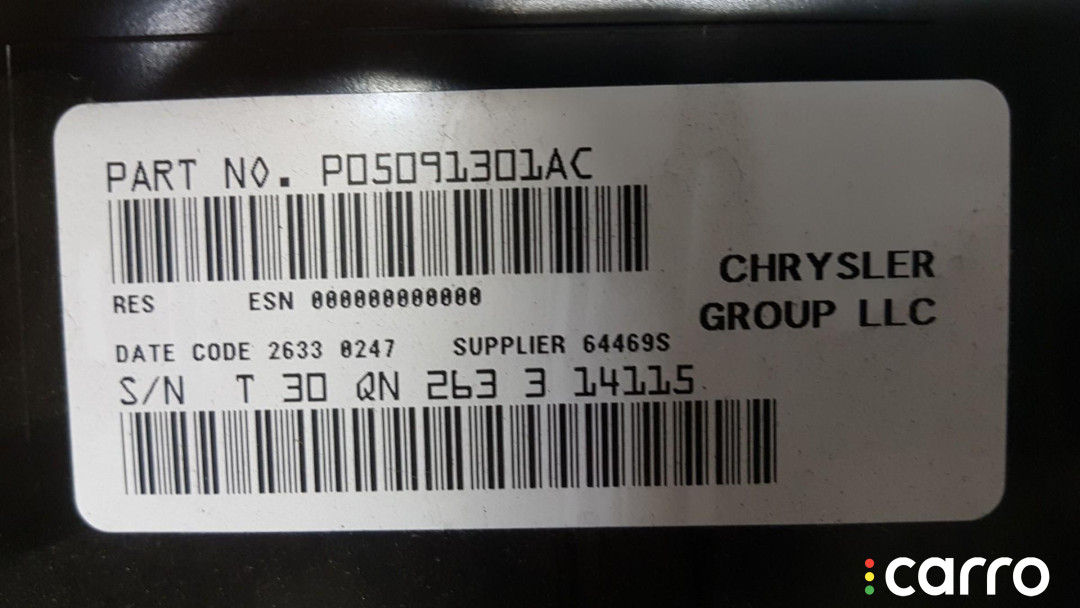 PART NO. P05091301AC
RES ESN 000000000000
DATE CODE 2633 0247 SUPPLIER 64469S
S/N T 30 QN 263 3 14115
CHRYSLER
GROUP LLC
carro